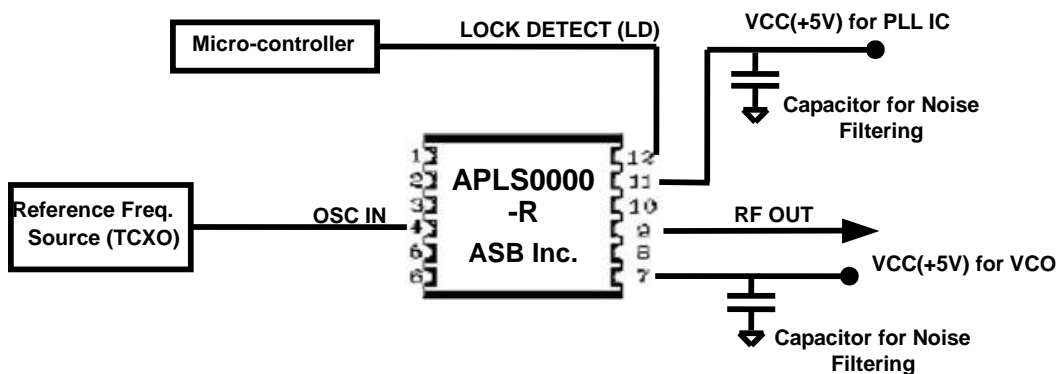 VCC(+5V) for PLL IC
Micro-controller
LOCK DETECT (LD)
Capacitor for Noise
Filtering
1
2
3
4
5
6
APLS0000
-R
ASB Inc.
12
11
10
9
8
7
Reference Freq.
Source (TCXO)
OSC IN
RF OUT
VCC(+5V) for VCO
Capacitor for Noise
Filtering